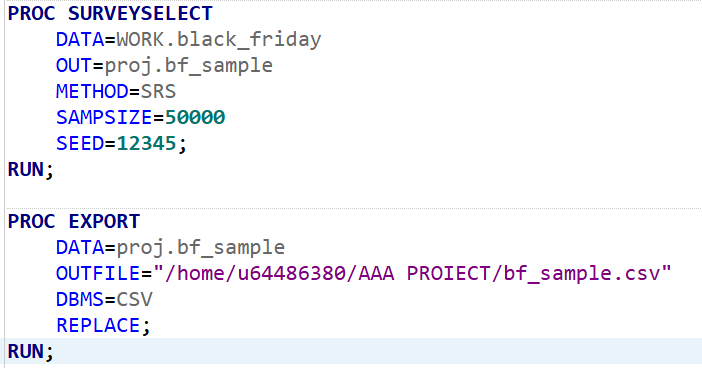 PROC SURVEYSELECT
    DATA=WORK.black_friday
    OUT=proj.bf_sample
    METHOD=SRS
    SAMPSIZE=50000
    SEED=12345;
RUN;
PROC EXPORT
    DATA=proj.bf_sample
    OUTFILE="/home/u64486380/AAA PROIECT/bf_sample.csv"
    DBMS=CSV
    REPLACE;
RUN;